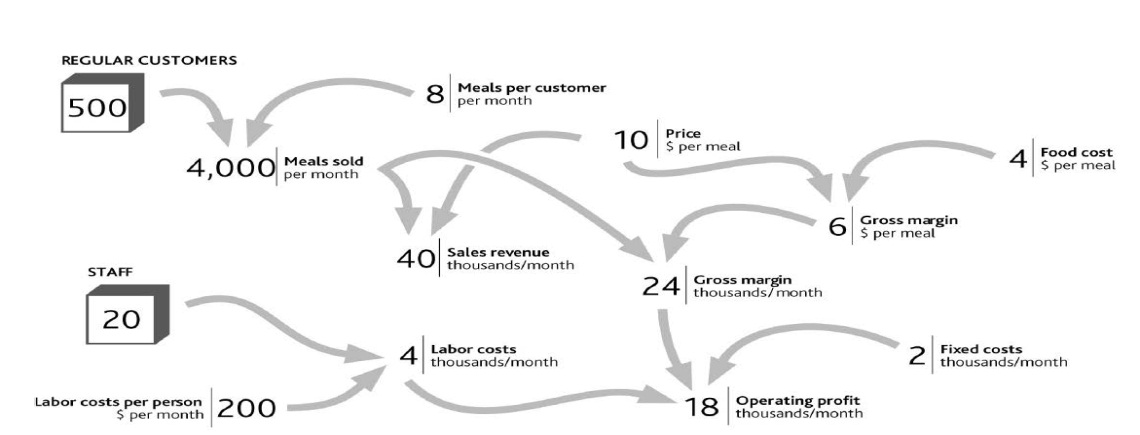 REGULAR CUSTOMERS
500
8 Meals per customer
per month
4,000 Meals sold
per month
10 Price
$ per meal
4 Food cost
$ per meal
6 Gross margin
$ per meal
40 Sales revenue
thousands/month
24 Gross margin
thousands/month
STAFF
20
4 Labor costs
thousands/month
2 Fixed costs
thousands/month
Labor costs per person
$ per month
200
18 Operating profit
thousands/month